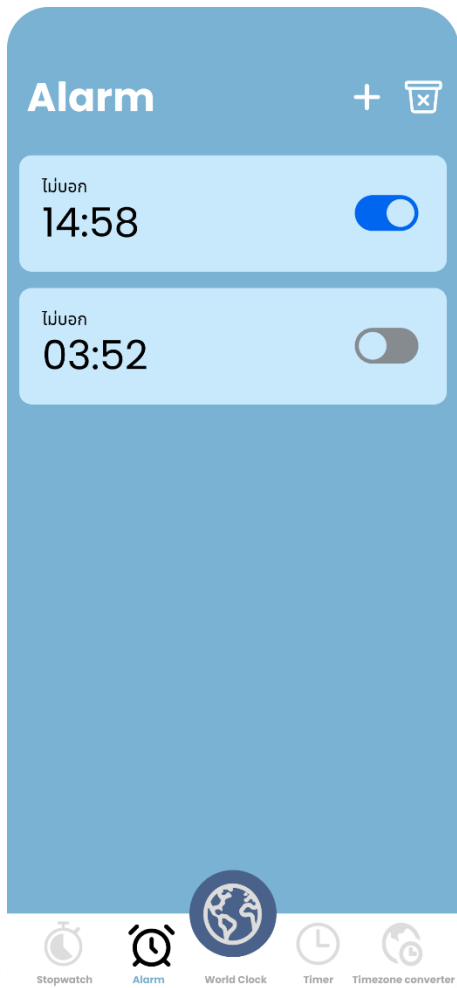 Alarm
ไม่บอก
14:58
ไม่บอก
03:52
Stopwatch
Alarm
World Clock
Timer
Timezone converter